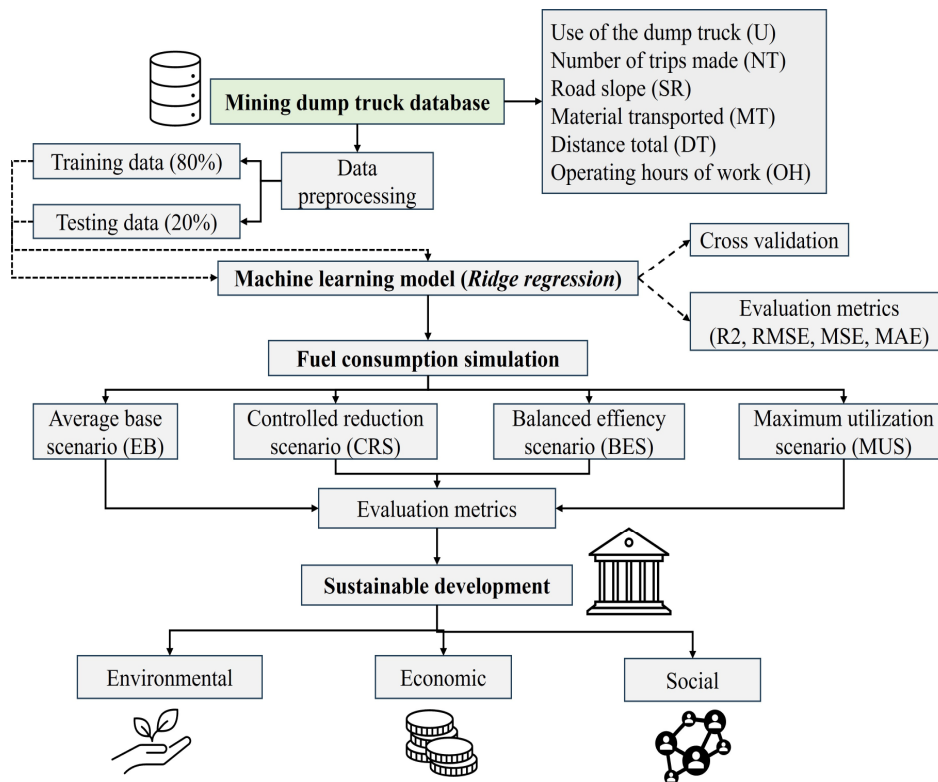 Use of the dump truck (U)
Number of trips made (NT)
Road slope (SR)
Material transported (MT)
Distance total (DT)
Operating hours of work (OH)
Mining dump truck database
Training data (80%)
Data
preprocessing
Testing data (20%)
Cross validation
Machine learning model (Ridge regression)
Evaluation metrics
(R2, RMSE, MSE, MAE)
Fuel consumption simulation
Average base
scenario (EB)
Controlled reduction
scenario (CRS)
Balanced effiency
scenario (BES)
Maximum utilization
scenario (MUS)
Evaluation metrics
Sustainable development
Environmental
Economic
Social